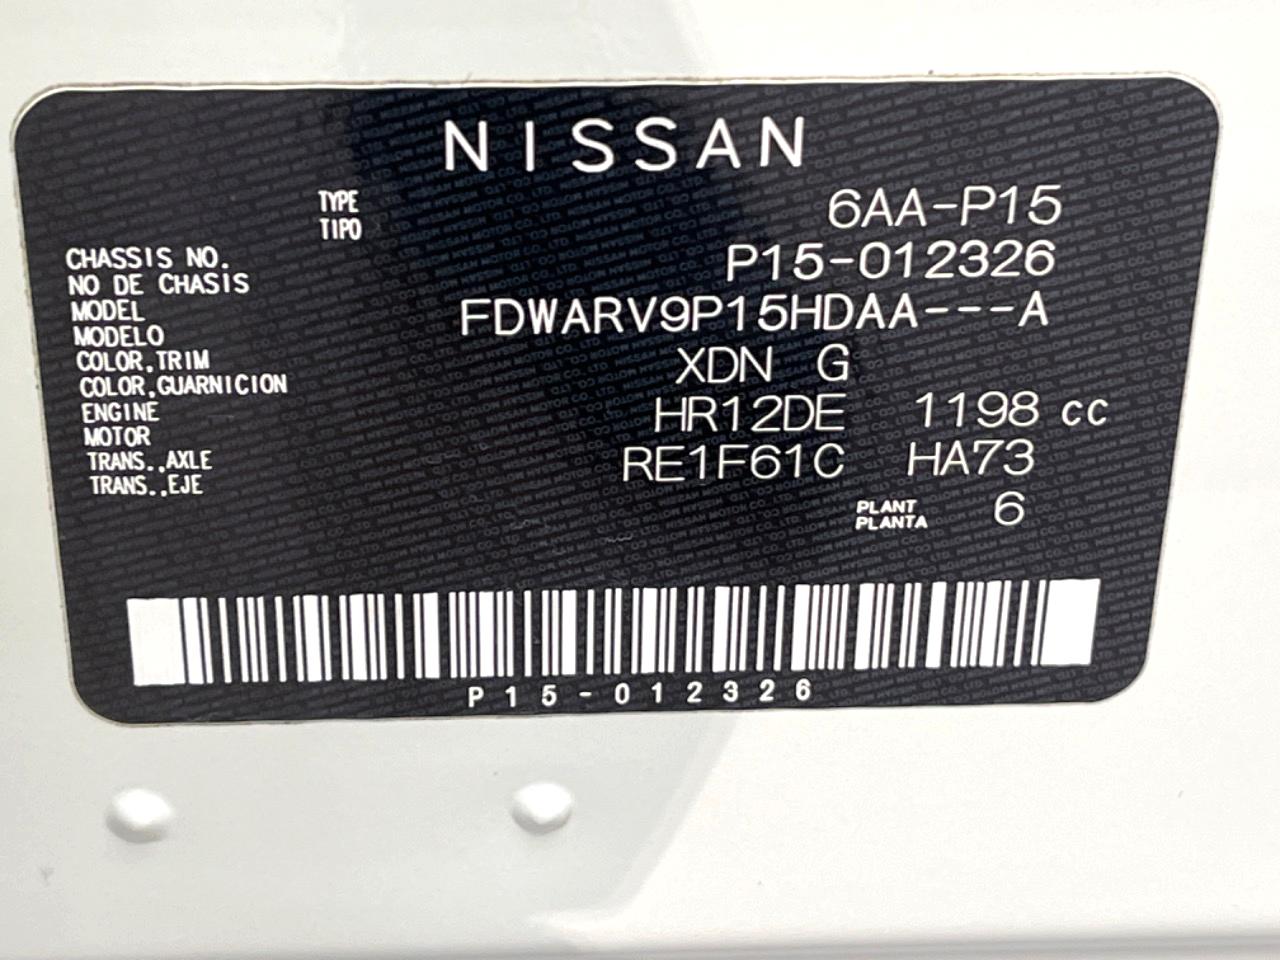 NISSAN
TYPE 6AA-P15
TIPO
CHASSIS NO. P15-012326
NO DE CHASIS
MODEL FDWARV9P15HDAA---A
MODELO
COLOR,TRIM XDN G
COLOR,GUARNICION
ENGINE HR12DE 1198 cc
MOTOR
TRANS.,AXLE RE1F61C HA73
TRANS.,EJE
PLANT 6
PLANTA
P15-012326